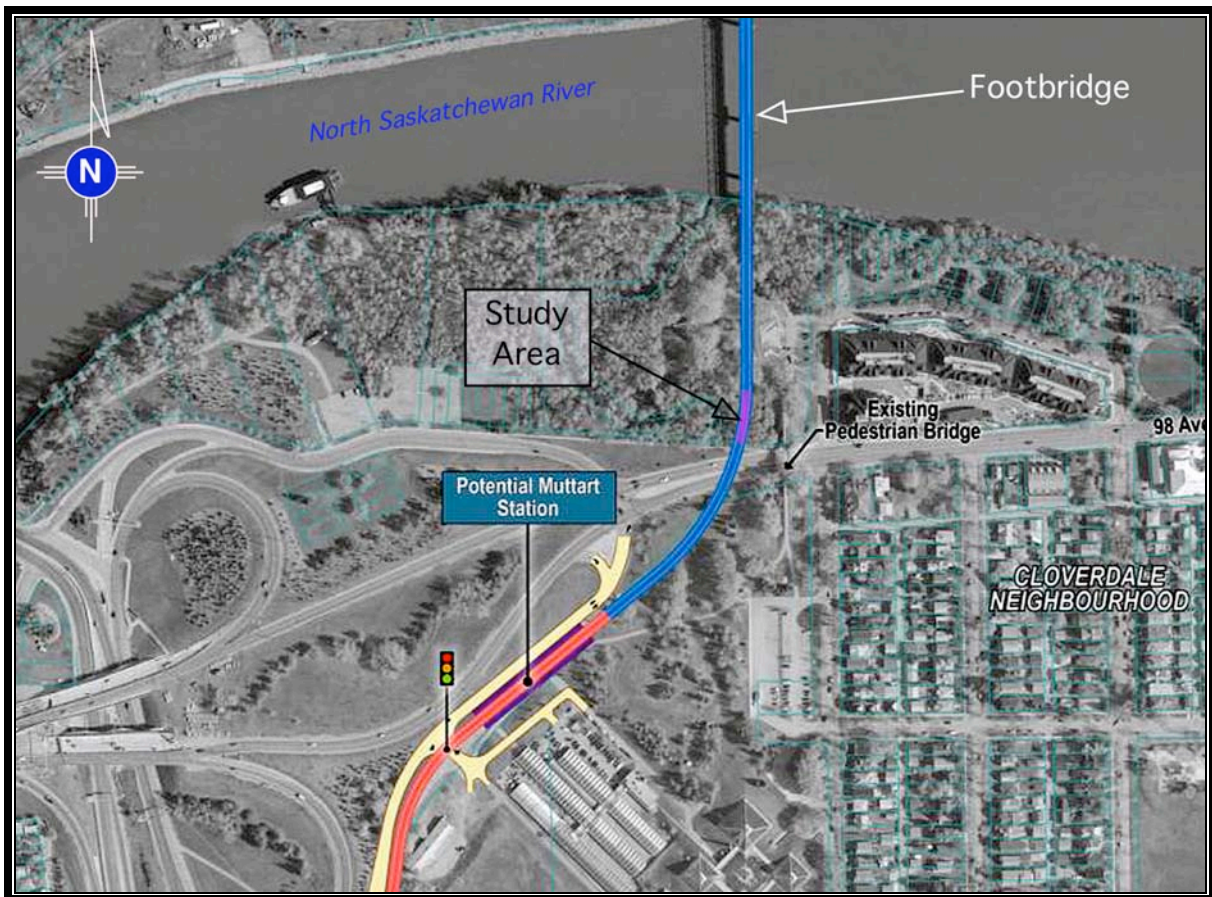 North Saskatchewan River
Footbridge
N
Study
Area
Existing
Pedestrian Bridge
98 Ave
Potential Muttart
Station
CLOVERDALE
NEIGHBOURHOOD